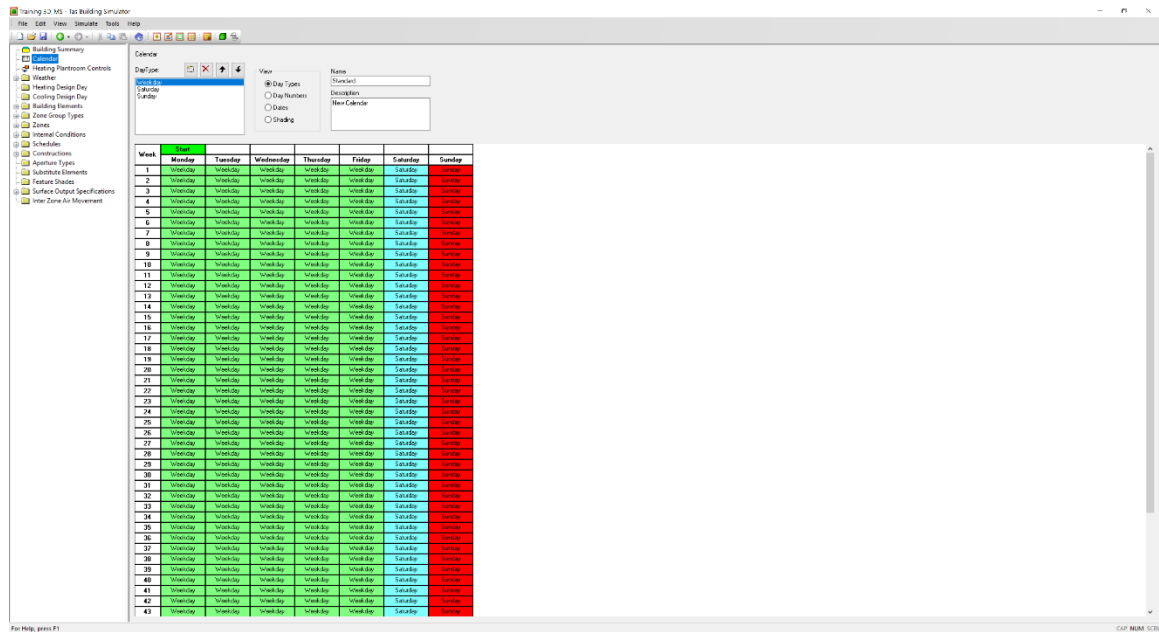 Training 3D_MS - Tas Building Simulator
File Edit View Simulate Tools Help
Building Summary
Calendar
Heating Plantroom Controls
Weather
Heating Design Day
Cooling Design Day
Building Elements
Zone Group Types
Zones
Internal Conditions
Schedules
Constructions
Aperture Types
Substitute Elements
Feature Shades
Surface Output Specifications
Inter Zone Air Movement
Calendar
DayType:
Weekday
Saturday
Sunday
View
Day Types
Day Numbers
Dates
Shading
Name
Standard
Description
New Calendar
Week Start
Monday Tuesday Wednesday Thursday Friday Saturday Sunday
1 Weekday Weekday Weekday Weekday Weekday Saturday Sunday
2 Weekday Weekday Weekday Weekday Weekday Saturday Sunday
3 Weekday Weekday Weekday Weekday Weekday Saturday Sunday
4 Weekday Weekday Weekday Weekday Weekday Saturday Sunday
5 Weekday Weekday Weekday Weekday Weekday Saturday Sunday
6 Weekday Weekday Weekday Weekday Weekday Saturday Sunday
7 Weekday Weekday Weekday Weekday Weekday Saturday Sunday
8 Weekday Weekday Weekday Weekday Weekday Saturday Sunday
9 Weekday Weekday Weekday Weekday Weekday Saturday Sunday
10 Weekday Weekday Weekday Weekday Weekday Saturday Sunday
11 Weekday Weekday Weekday Weekday Weekday Saturday Sunday
12 Weekday Weekday Weekday Weekday Weekday Saturday Sunday
13 Weekday Weekday Weekday Weekday Weekday Saturday Sunday
14 Weekday Weekday Weekday Weekday Weekday Saturday Sunday
15 Weekday Weekday Weekday Weekday Weekday Saturday Sunday
16 Weekday Weekday Weekday Weekday Weekday Saturday Sunday
17 Weekday Weekday Weekday Weekday Weekday Saturday Sunday
18 Weekday Weekday Weekday Weekday Weekday Saturday Sunday
19 Weekday Weekday Weekday Weekday Weekday Saturday Sunday
20 Weekday Weekday Weekday Weekday Weekday Saturday Sunday
21 Weekday Weekday Weekday Weekday Weekday Saturday Sunday
22 Weekday Weekday Weekday Weekday Weekday Saturday Sunday
23 Weekday Weekday Weekday Weekday Weekday Saturday Sunday
24 Weekday Weekday Weekday Weekday Weekday Saturday Sunday
25 Weekday Weekday Weekday Weekday Weekday Saturday Sunday
26 Weekday Weekday Weekday Weekday Weekday Saturday Sunday
27 Weekday Weekday Weekday Weekday Weekday Saturday Sunday
28 Weekday Weekday Weekday Weekday Weekday Saturday Sunday
29 Weekday Weekday Weekday Weekday Weekday Saturday Sunday
30 Weekday Weekday Weekday Weekday Weekday Saturday Sunday
31 Weekday Weekday Weekday Weekday Weekday Saturday Sunday
32 Weekday Weekday Weekday Weekday Weekday Saturday Sunday
33 Weekday Weekday Weekday Weekday Weekday Saturday Sunday
34 Weekday Weekday Weekday Weekday Weekday Saturday Sunday
35 Weekday Weekday Weekday Weekday Weekday Saturday Sunday
36 Weekday Weekday Weekday Weekday Weekday Saturday Sunday
37 Weekday Weekday Weekday Weekday Weekday Saturday Sunday
38 Weekday Weekday Weekday Weekday Weekday Saturday Sunday
39 Weekday Weekday Weekday Weekday Weekday Saturday Sunday
40 Weekday Weekday Weekday Weekday Weekday Saturday Sunday
41 Weekday Weekday Weekday Weekday Weekday Saturday Sunday
42 Weekday Weekday Weekday Weekday Weekday Saturday Sunday
43 Weekday Weekday Weekday Weekday Weekday Saturday Sunday
For Help, press F1
CAP NUM SCRL